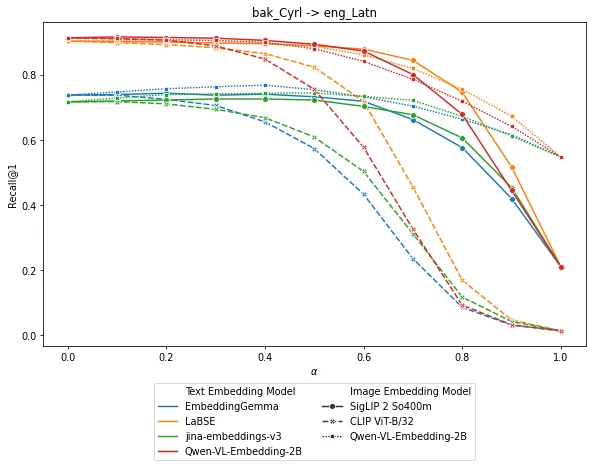 bak_Cyrl -> eng_Latn
Recall@1
0.8
0.6
0.4
0.2
0.0
0.0 0.2 0.4 0.6 0.8 1.0
α
Text Embedding Model
EmbeddingGemma
LaBSE
jina-embeddings-v3
Qwen-VL-Embedding-2B
Image Embedding Model
SigLIP 2 So400m
CLIP ViT-B/32
Qwen-VL-Embedding-2B